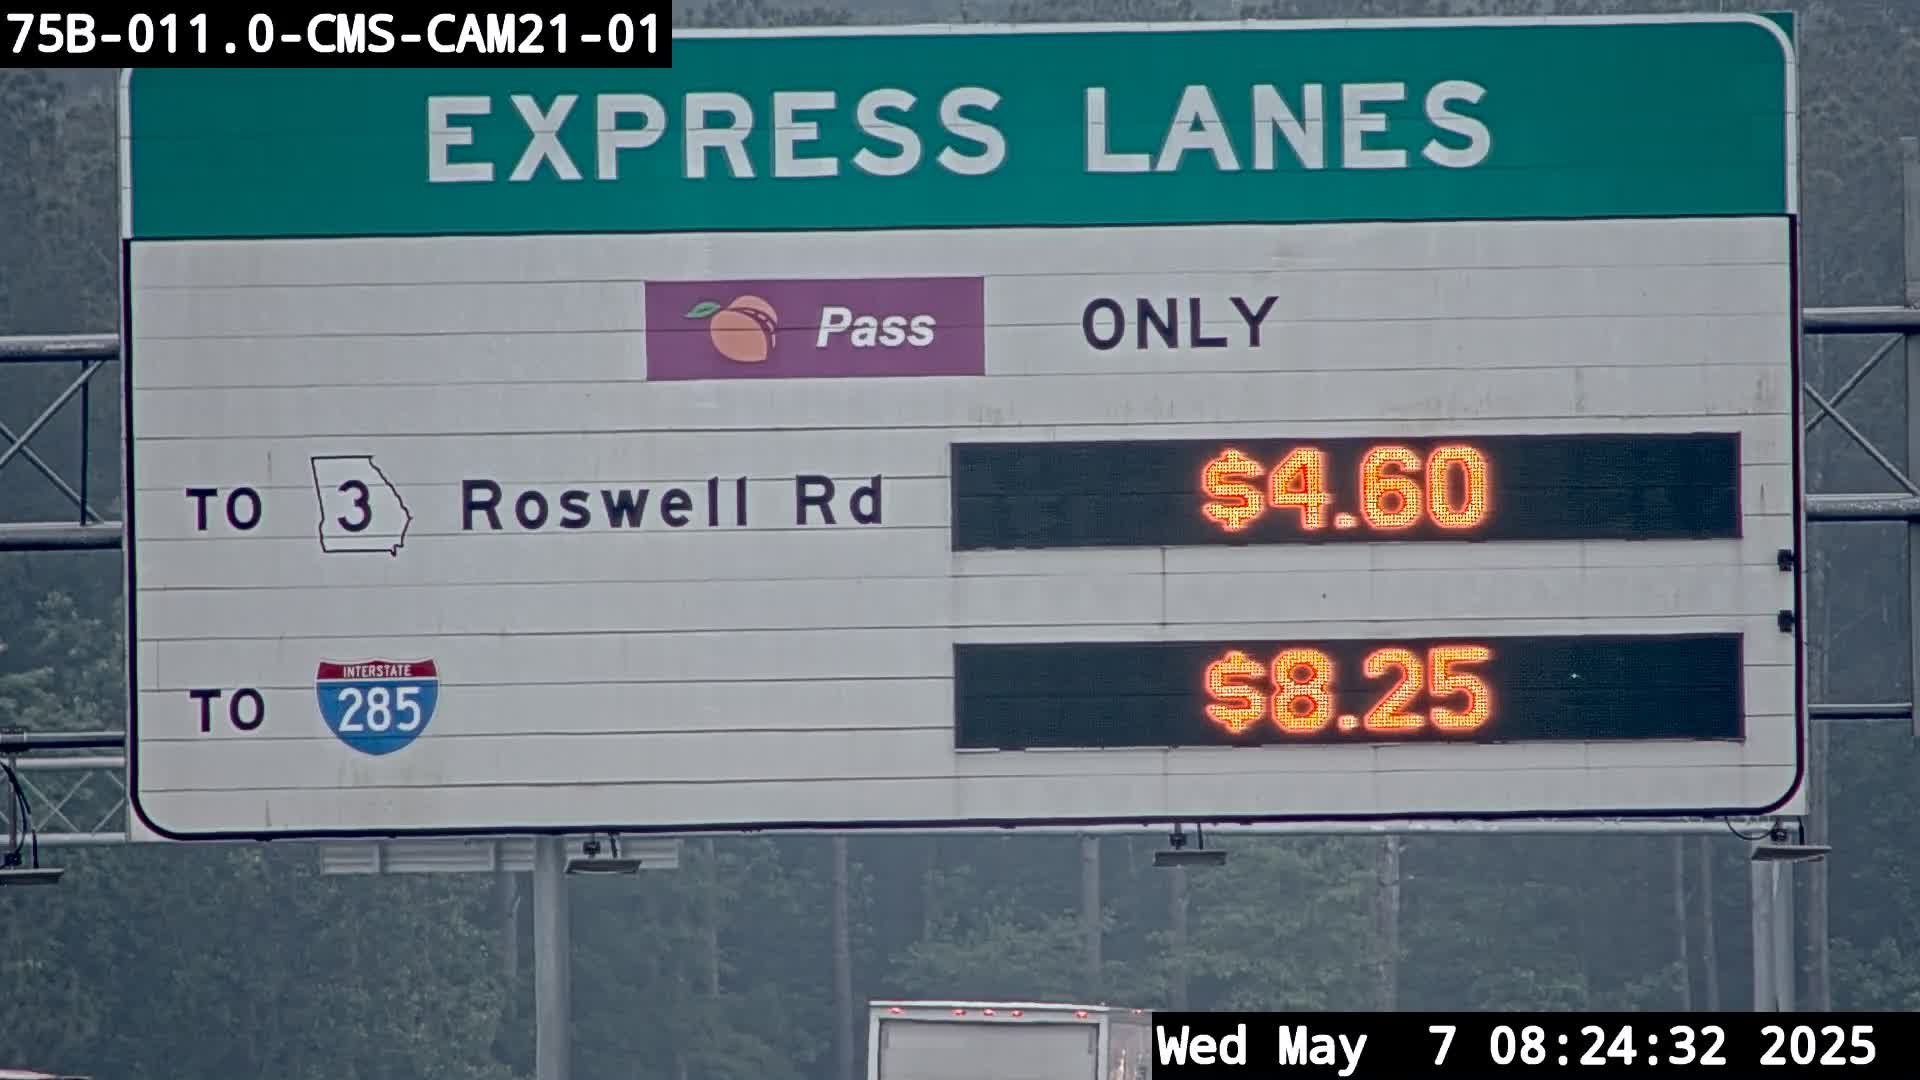 75B-011.0-CMS-CAM21-01
EXPRESS LANES
Pass ONLY
TO 3 Roswell Rd $4.60
INTERSTATE
TO 285 $8.25
Wed May 7 08:24:32 2025